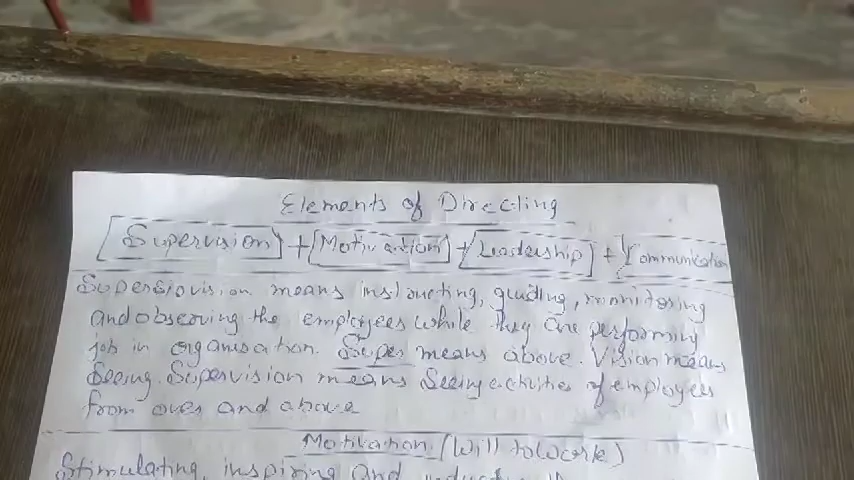 Elements of Directing
[Supervision] + [Motivation] + [Leadership] + [Communication
Supersiovision means instucting, guiding, monitoring
and observing the employees while they are performing
job in organisation. Super means above. Vision means
Seeing. Supervision means Seeing activities of employees
from over and above
Motivation (Will to Work)
Stimulating, inspiring and